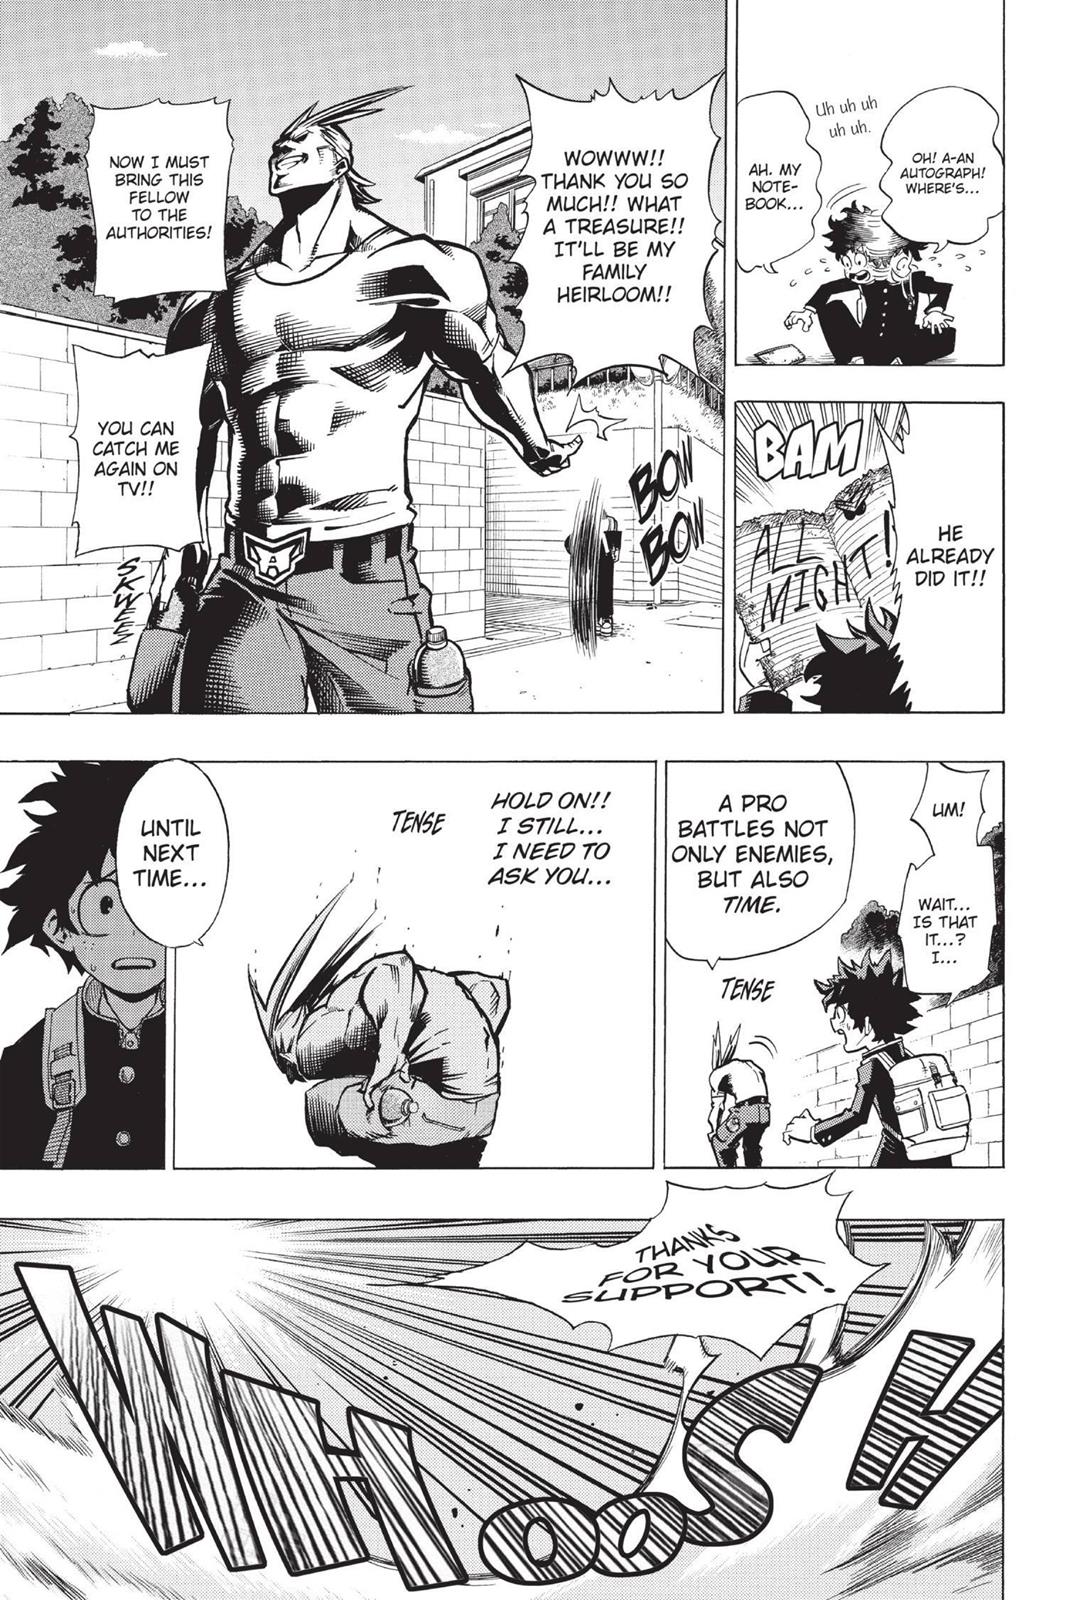 OH! A-AN
AUTOGRAPH!
WHERE'S...
Uh uh uh
uh uh.
AH. MY
NOTE-
BOOK...
BAM
ALL
MIGHT!
HE
ALREADY
DID IT!!
WOWWW!!
THANK YOU SO
MUCH!! WHAT
A TREASURE!!
IT'LL BE MY
FAMILY
HEIRLOOM!!
BOW
BOW
NOW I MUST
BRING THIS
FELLOW
TO THE
AUTHORITIES!
YOU CAN
CATCH ME
AGAIN ON
TV!!
SKWEE
A
UM!
WAIT...
IS THAT
IT...?
I...
A PRO
BATTLES NOT
ONLY ENEMIES,
BUT ALSO
TIME.
TENSE
HOLD ON!!
I STILL...
I NEED TO
ASK YOU...
TENSE
UNTIL
NEXT
TIME...
THANKS
FOR YOUR
SUPPORT!
WHOOSH